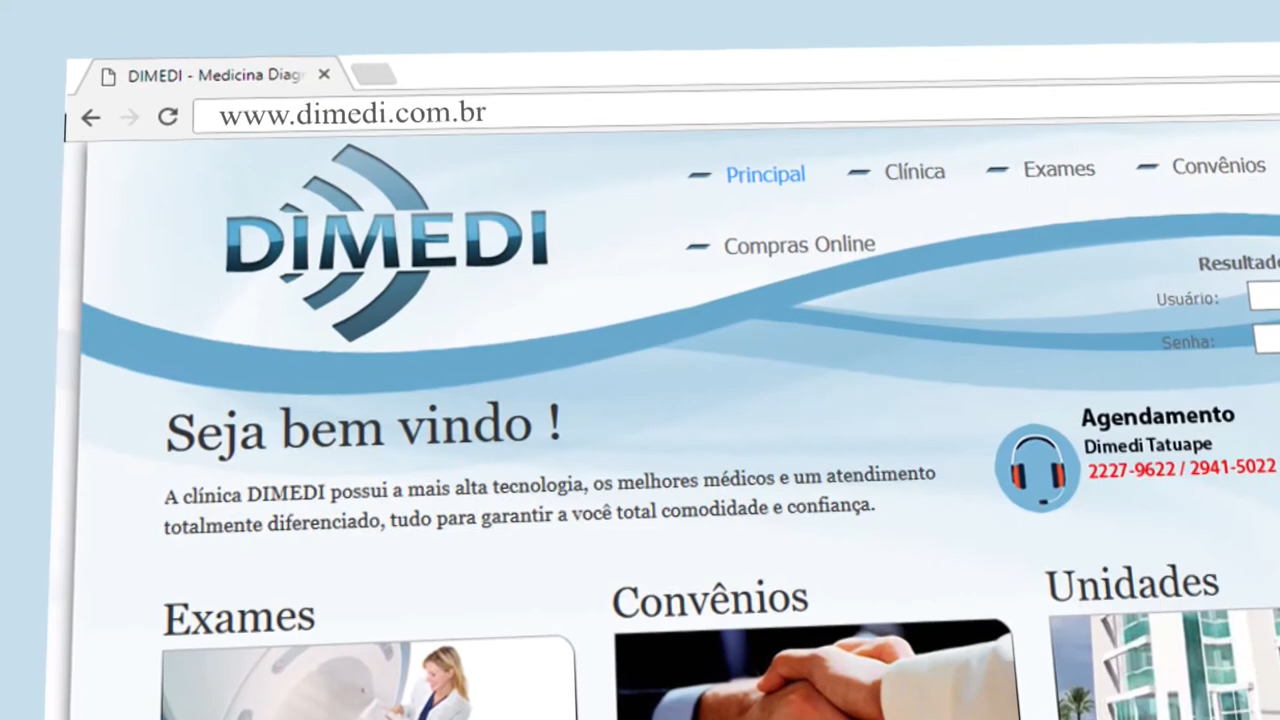 DIMEDI - Medicina Diag
www.dimedi.com.br
DIMEDI
Principal
Clínica
Exames
Convênios
Compras Online
Resultado
Usuário:
Senha:
Seja bem vindo !
A clínica DIMEDI possui a mais alta tecnologia, os melhores médicos e um atendimento
totalmente diferenciado, tudo para garantir a você total comodidade e confiança.
Agendamento
Dimedi Tatuape
2227-9622 / 2941-5022
Exames
Convênios
Unidades